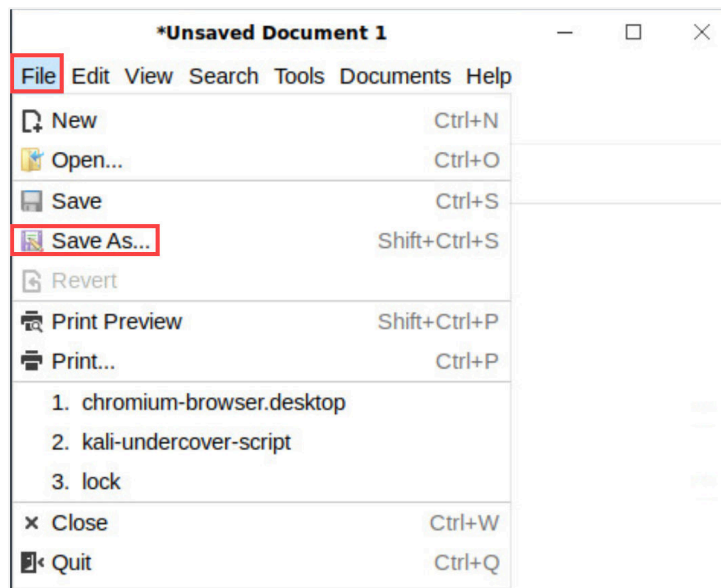 *Unsaved Document 1
File Edit View Search Tools Documents Help
New Ctrl+N
Open... Ctrl+O
Save Ctrl+S
Save As... Shift+Ctrl+S
Revert
Print Preview Shift+Ctrl+P
Print... Ctrl+P
1. chromium-browser.desktop
2. kali-undercover-script
3. lock
Close Ctrl+W
Quit Ctrl+Q